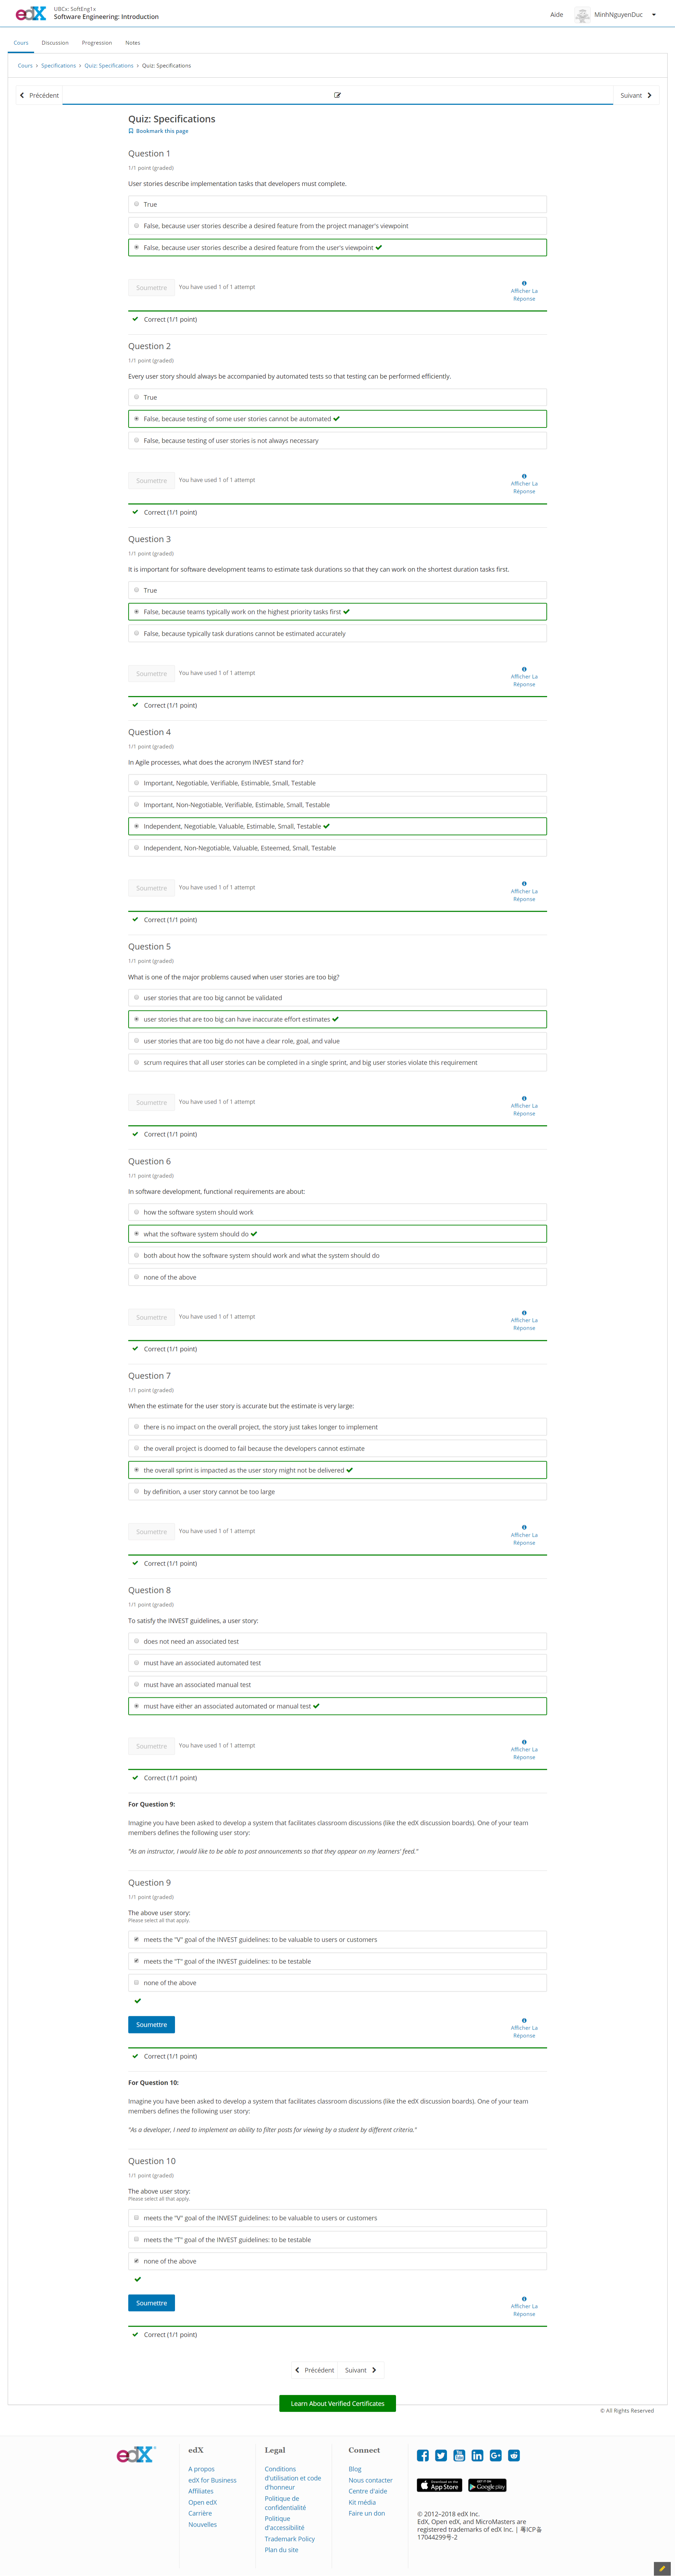 edX
UBCx: SoftEng1x
Software Engineering: Introduction
Aide
MinhNguyenDuc
Cours
Discussion
Progression
Notes
Cours > Specifications > Quiz: Specifications > Quiz: Specifications
Précédent
Suivant
Quiz: Specifications
Bookmark this page
Question 1
1/1 point (graded)
User stories describe implementation tasks that developers must complete.
True
False, because user stories describe a desired feature from the project manager's viewpoint
False, because user stories describe a desired feature from the user's viewpoint
Soumettre
You have used 1 of 1 attempt
Afficher La
Réponse
Correct (1/1 point)
Question 2
1/1 point (graded)
Every user story should always be accompanied by automated tests so that testing can be performed efficiently.
True
False, because testing of some user stories cannot be automated
False, because testing of user stories is not always necessary
Soumettre
You have used 1 of 1 attempt
Afficher La
Réponse
Correct (1/1 point)
Question 3
1/1 point (graded)
It is important for software development teams to estimate task durations so that they can work on the shortest duration tasks first.
True
False, because teams typically work on the highest priority tasks first
False, because typically task durations cannot be estimated accurately
Soumettre
You have used 1 of 1 attempt
Afficher La
Réponse
Correct (1/1 point)
Question 4
1/1 point (graded)
In Agile processes, what does the acronym INVEST stand for?
Important, Negotiable, Verifiable, Estimable, Small, Testable
Important, Non-Negotiable, Verifiable, Estimable, Small, Testable
Independent, Negotiable, Valuable, Estimable, Small, Testable
Independent, Non-Negotiable, Valuable, Esteemed, Small, Testable
Soumettre
You have used 1 of 1 attempt
Afficher La
Réponse
Correct (1/1 point)
Question 5
1/1 point (graded)
What is one of the major problems caused when user stories are too big?
user stories that are too big cannot be validated
user stories that are too big can have inaccurate effort estimates
user stories that are too big do not have a clear role, goal, and value
scrum requires that all user stories can be completed in a single sprint, and big user stories violate this requirement
Soumettre
You have used 1 of 1 attempt
Afficher La
Réponse
Correct (1/1 point)
Question 6
1/1 point (graded)
In software development, functional requirements are about:
how the software system should work
what the software system should do
both about how the software system should work and what the system should do
none of the above
Soumettre
You have used 1 of 1 attempt
Afficher La
Réponse
Correct (1/1 point)
Question 7
1/1 point (graded)
When the estimate for the user story is accurate but the estimate is very large:
there is no impact on the overall project, the story just takes longer to implement
the overall project is doomed to fail because the developers cannot estimate
the overall sprint is impacted as the user story might not be delivered
by definition, a user story cannot be too large
Soumettre
You have used 1 of 1 attempt
Afficher La
Réponse
Correct (1/1 point)
Question 8
1/1 point (graded)
To satisfy the INVEST guidelines, a user story:
does not need an associated test
must have an associated automated test
must have an associated manual test
must have either an associated automated or manual test
Soumettre
You have used 1 of 1 attempt
Afficher La
Réponse
Correct (1/1 point)
For Question 9:
Imagine you have been asked to develop a system that facilitates classroom discussions (like the edX discussion boards). One of your team
members defines the following user story:
"As an instructor, I would like to be able to post announcements so that they appear on my learners' feed."
Question 9
1/1 point (graded)
The above user story:
Please select all that apply.
meets the "V" goal of the INVEST guidelines: to be valuable to users or customers
meets the "T" goal of the INVEST guidelines: to be testable
none of the above
Soumettre
Afficher La
Réponse
Correct (1/1 point)
For Question 10:
Imagine you have been asked to develop a system that facilitates classroom discussions (like the edX discussion boards). One of your team
members defines the following user story:
"As a developer, I need to implement an ability to filter posts for viewing by a student by different criteria."
Question 10
1/1 point (graded)
The above user story:
Please select all that apply.
meets the "V" goal of the INVEST guidelines: to be valuable to users or customers
meets the "T" goal of the INVEST guidelines: to be testable
none of the above
Soumettre
Afficher La
Réponse
Correct (1/1 point)
Précédent
Suivant
Learn About Verified Certificates
© All Rights Reserved
edX
edX
A propos
edX for Business
Affiliates
Open edX
Carrière
Nouvelles
Legal
Conditions
d'utilisation et code
d'honneur
Politique de
confidentialité
Politique
d'accessibilité
Trademark Policy
Plan du site
Connect
Blog
Nous contacter
Centre d'aide
Kit média
Faire un don
Download on the
App Store
GET IT ON
Google play
© 2012–2018 edX Inc.
EdX, Open edX, and MicroMasters are
registered trademarks of edX Inc. | 粤ICP备
17044299号-2